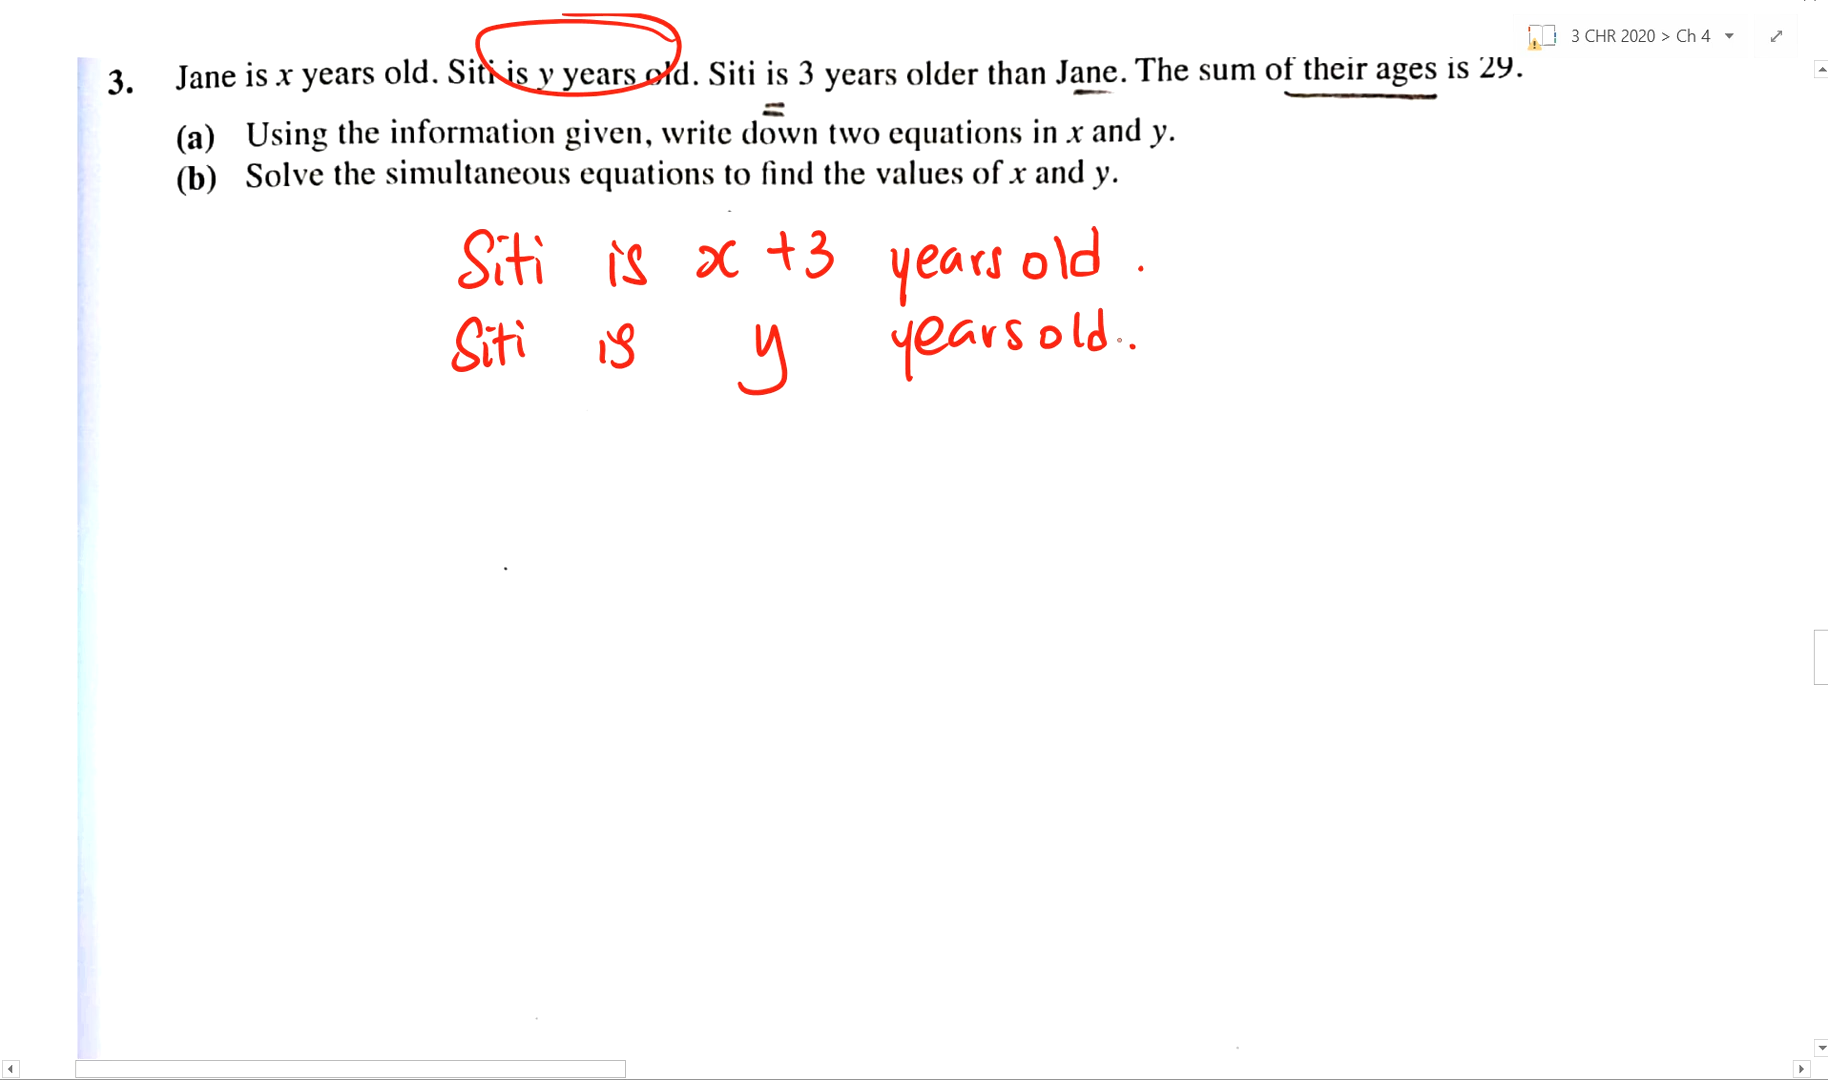 3 CHR 2020 > Ch 4
3. Jane is x years old. Siti is y years old. Siti is 3 years older than Jane. The sum of their ages is 29.
(a) Using the information given, write down two equations in x and y.
(b) Solve the simultaneous equations to find the values of x and y.
Siti is x + 3 years old.
Siti is y years old..